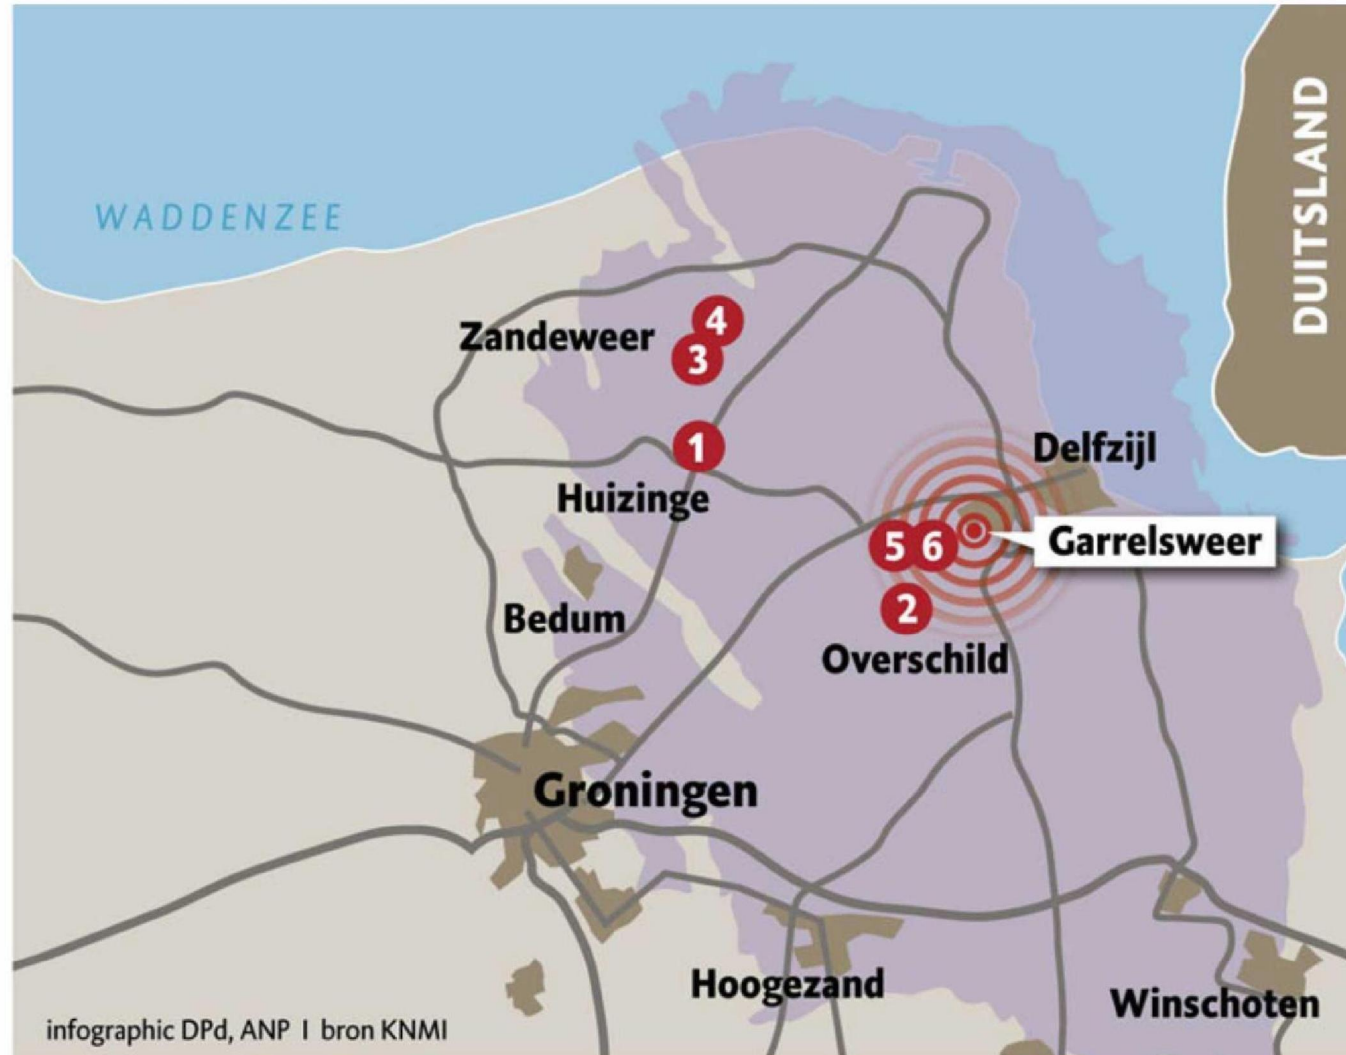 DUITSLAND
WADDENZEE
4
Zandeweer
3
1
Delfzijl
Huizinge
5 6
Garrelsweer
2
Bedum
Overschild
Groningen
Hoogezand
Winschoten
infographic DPd, ANP I bron KNMI